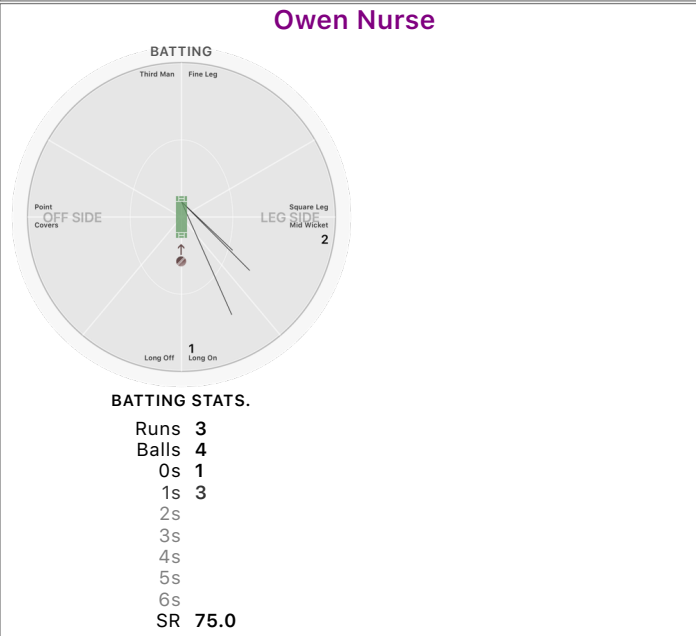 Owen Nurse
BATTING
Third Man Fine Leg
Point Square Leg
OFF SIDE LEG SIDE
Covers Mid Wicket
2
1
Long Off Long On
BATTING STATS.
Runs 3
Balls 4
0s 1
1s 3
2s
3s
4s
5s
6s
SR 75.0